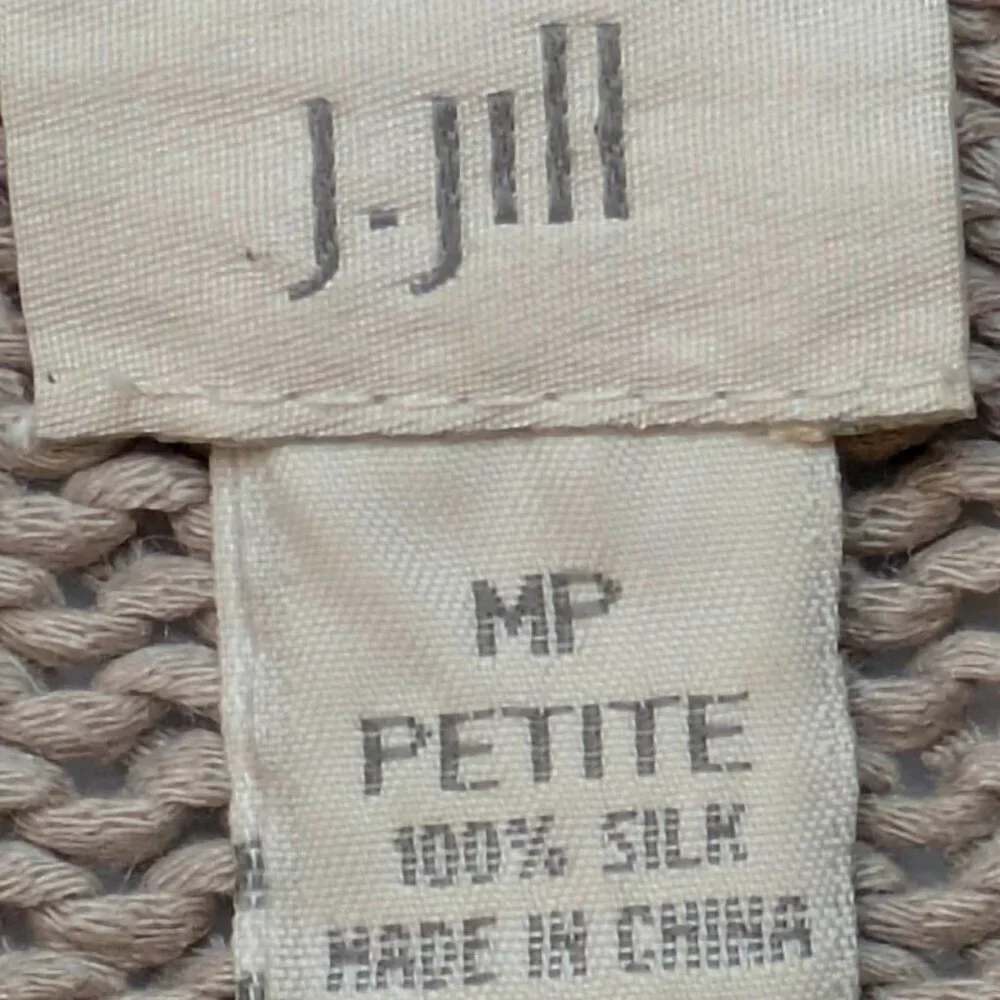 J.Jill
MP
PETITE
100% SILK
MADE IN CHINA